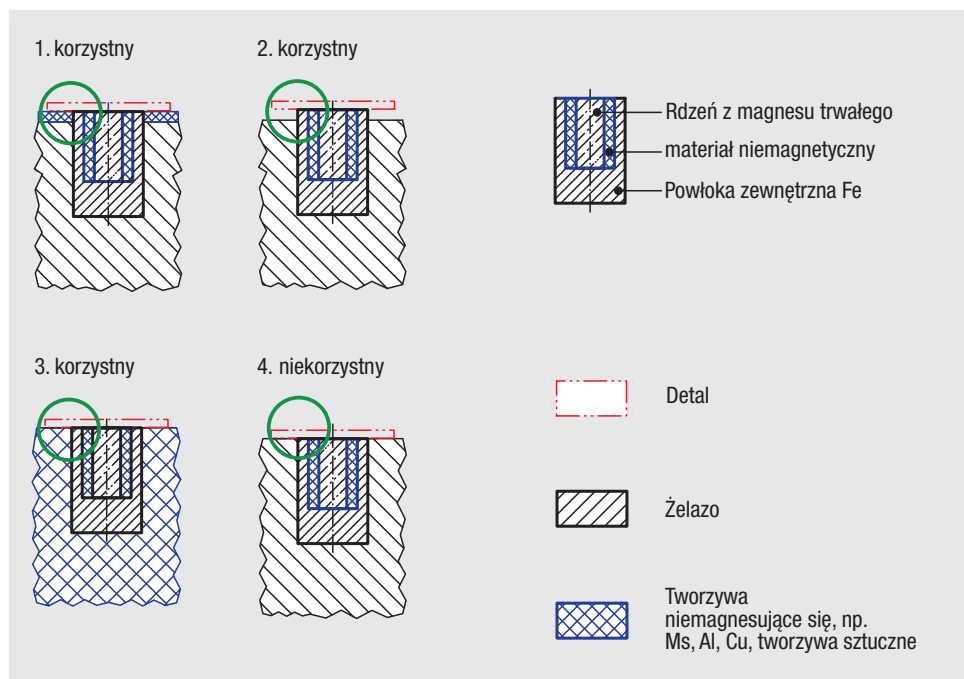 1. korzystny
2. korzystny
Rdzeń z magnesu trwałego
materiał niemagnetyczny
Powłoka zewnętrzna Fe
3. korzystny
4. niekorzystny
Detal
Żelazo
Tworzywa
niemagnesujące się, np.
Ms, Al, Cu, tworzywa sztuczne